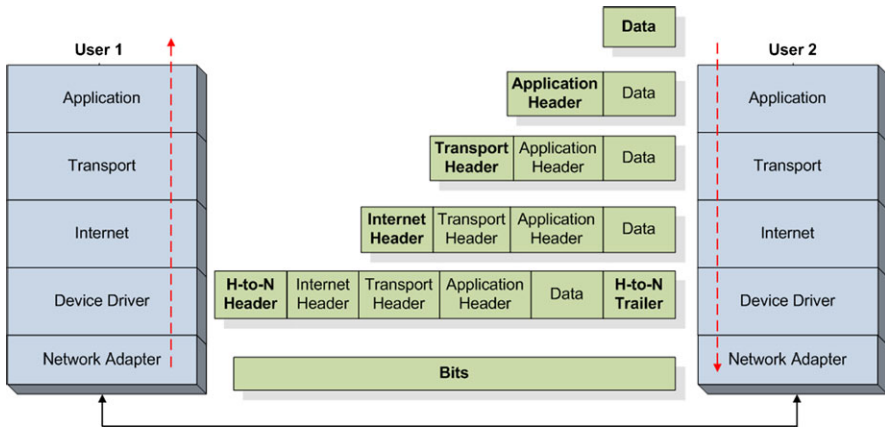 User 1
Application
Transport
Internet
Device Driver
Network Adapter
Data
Application
Header
Data
Transport
Header
Application
Header
Data
Internet
Header
Transport
Header
Application
Header
Data
H-to-N
Header
Internet
Header
Transport
Header
Application
Header
Data
H-to-N
Trailer
Bits
User 2
Application
Transport
Internet
Device Driver
Network Adapter